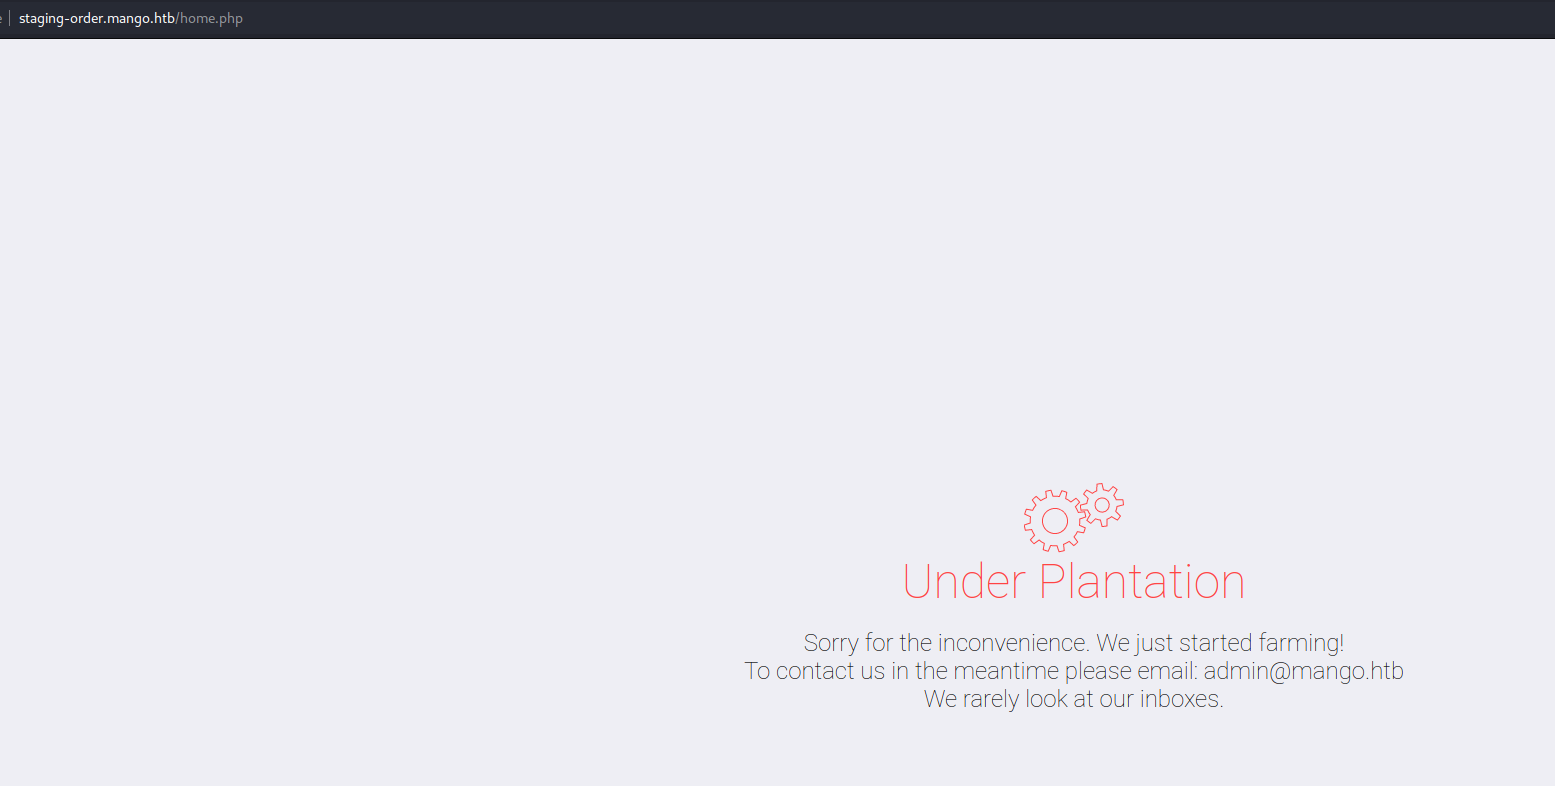 staging-order.mango.htb/home.php
Under Plantation
Sorry for the inconvenience. We just started farming!
To contact us in the meantime please email: admin@mango.htb
We rarely look at our inboxes.